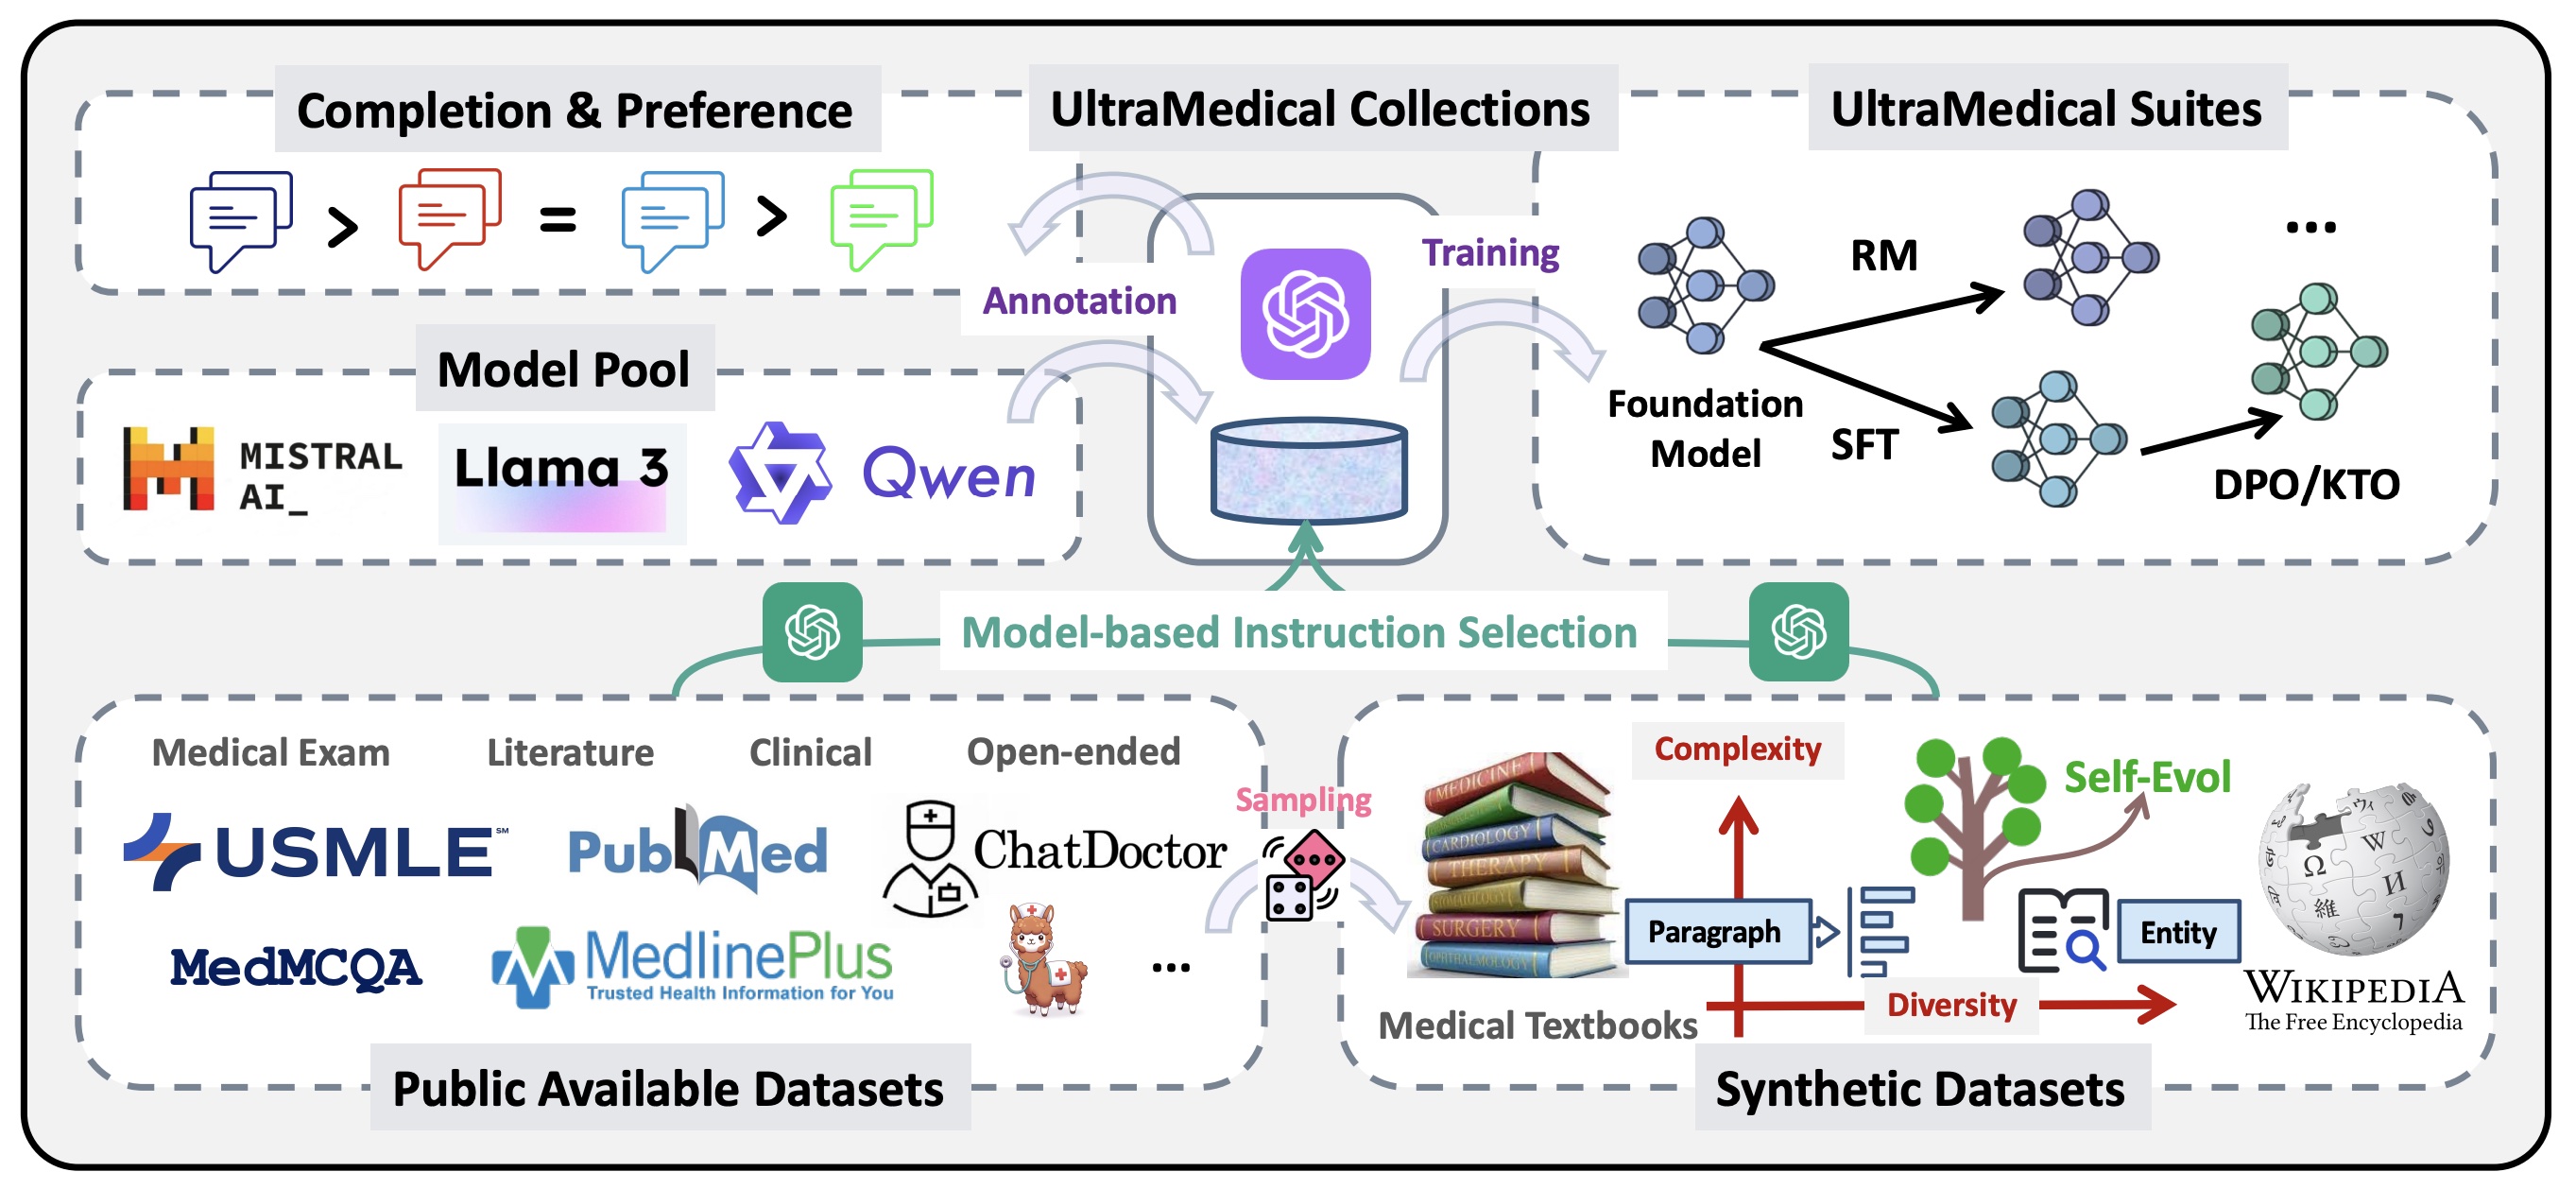 Completion & Preference
UltraMedical Collections
UltraMedical Suites
>
=
>
Annotation
Training
Model Pool
MISTRAL
AI_
Llama 3
Qwen
Foundation
Model
RM
SFT
DPO/KTO
...
Model-based Instruction Selection
Medical Exam
Literature
Clinical
Open-ended
USMLE℠
PubMed
ChatDoctor
MedMCQA
MedlinePlus
Trusted Health Information for You
...
Public Available Datasets
Sampling
MEDICINE
CARDIOLOGY
THERAPY
SURGERY
OPHTHALMOLOGY
Medical Textbooks
Complexity
Paragraph
Self-Evol
Entity
Diversity
Ω
W
И
維
WIKIPEDIA
The Free Encyclopedia
Synthetic Datasets